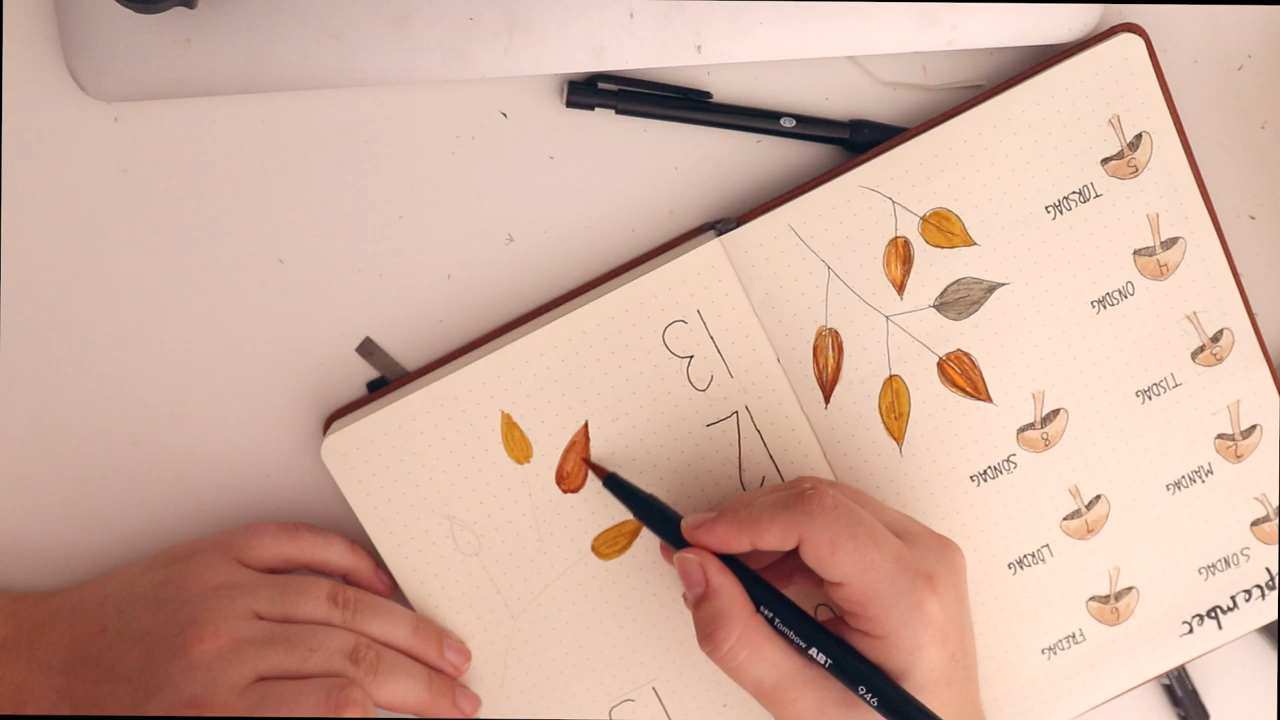 ptember
SÖNDAG
2
MÅNDAG
3
TISDAG
4
ONSDAG
5
TORSDAG
6
FREDAG
7
LÖRDAG
8
SÖNDAG
12
13
Tombow ABT
946